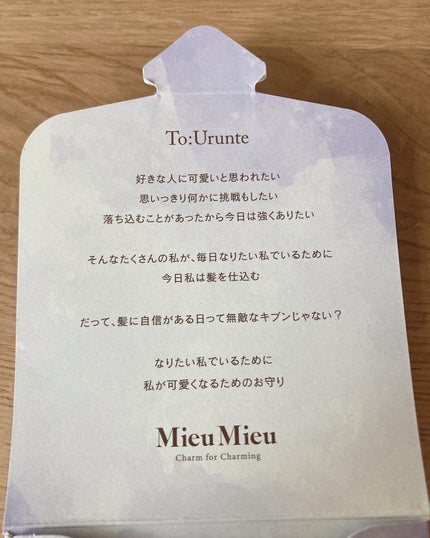 To:Urunte
好きな人に可愛いと思われたい
思いっきり何かに挑戦もしたい
落ち込むことがあったから今日は強くありたい
そんなたくさんの私が、毎日なりたい私でいるために
今日私は髪を仕込む
だって、髪に自信がある日って無敵なキブンじゃない？
なりたい私でいるために
私が可愛くなるためのお守り
Mieu Mieu
Charm for Charming